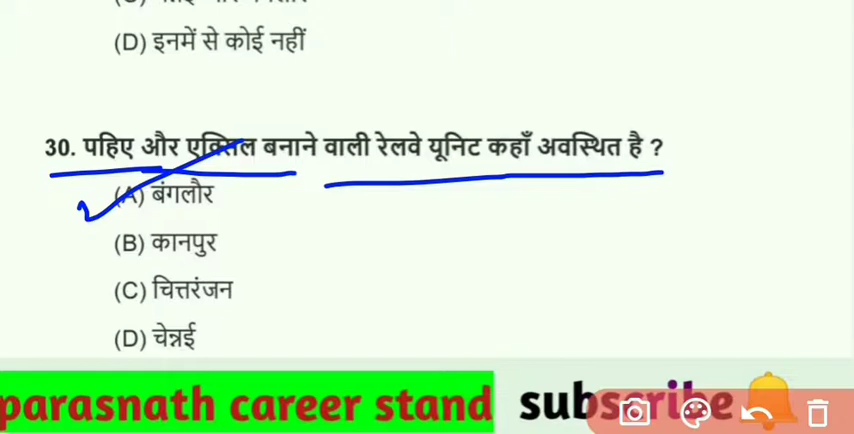 (D) इनमें से कोई नहीं
30. पहिए और एक्सिल बनाने वाली रेलवे यूनिट कहाँ अवस्थित है ?
(A) बंगलौर
(B) कानपुर
(C) चित्तरंजन
(D) चेन्नई
parasnath career stand subscribe